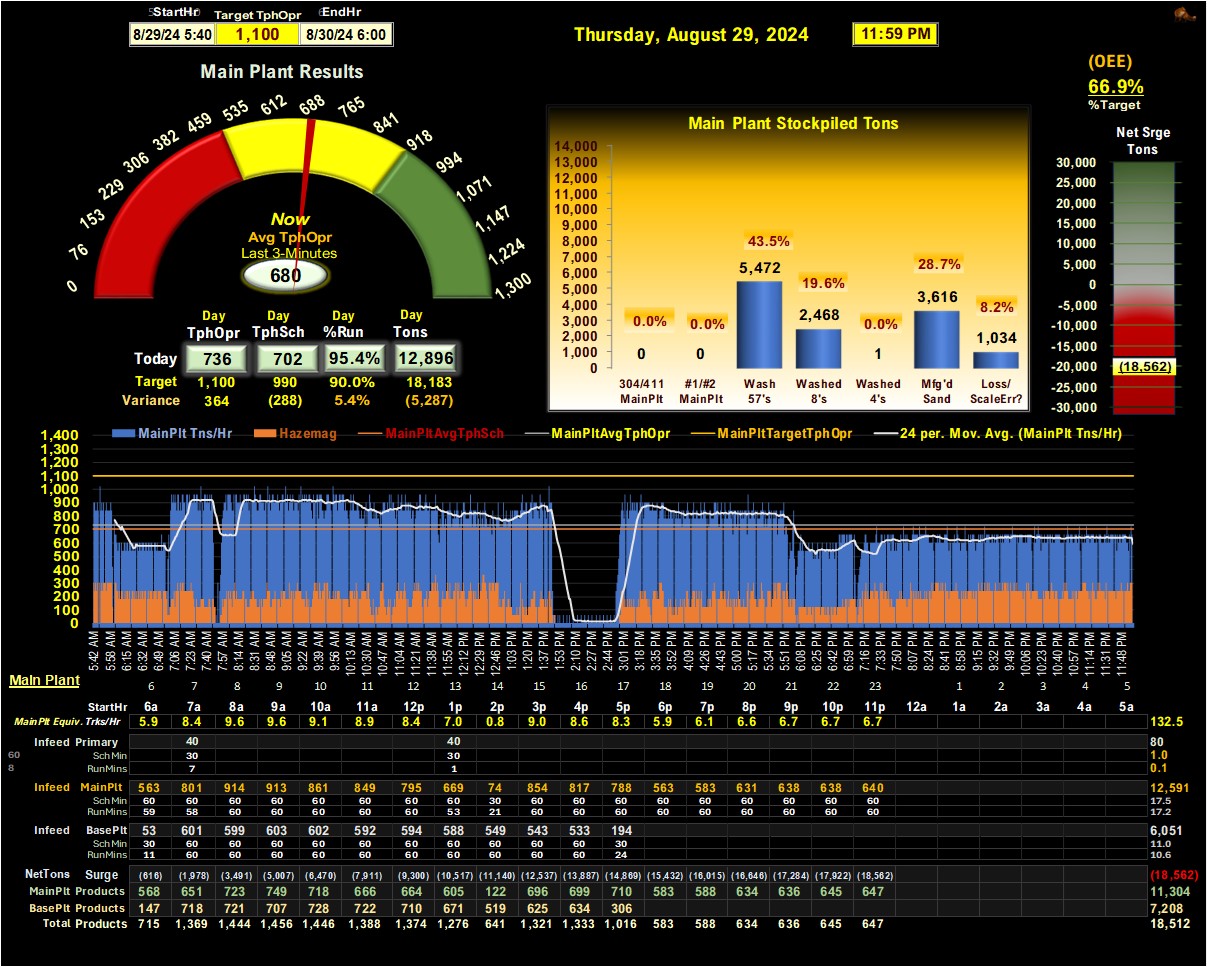 StartHr Target TphOpr EndHr
8/29/24 5:40 1,100 8/30/24 6:00
Thursday, August 29, 2024 11:59 PM
(OEE)
66.9%
%Target
Main Plant Results
0 76 153 229 306 382 459 535 612 688 765 841 918 994 1,071 1,147 1,224 1,300
Now
Avg TphOpr
Last 3-Minutes
680
Day Day Day Day
TphOpr TphSch %Run Tons
Today 736 702 95.4% 12,896
Target 1,100 990 90.0% 18,183
Variance 364 (288) 5.4% (5,287)
Main Plant Stockpiled Tons
14,000
13,000
12,000
11,000
10,000
9,000
8,000
7,000
6,000
5,000
4,000
3,000
2,000
1,000
0
0.0% 0.0% 43.5% 19.6% 0.0% 28.7% 8.2%
0 0 5,472 2,468 1 3,616 1,034
304/411 #1/#2 Wash Washed Washed Mfg'd Loss/
MainPlt MainPlt 57's 8's 4's Sand ScaleErr?
Net Srge
Tons
30,000
25,000
20,000
15,000
10,000
5,000
0
-5,000
-10,000
-15,000
-20,000
-25,000
-30,000
(18,562)
MainPlt Tns/Hr Hazemag MainPltAvgTphSch MainPltAvgTphOpr MainPltTargetTphOpr 24 per. Mov. Avg. (MainPlt Tns/Hr)
1,400
1,300
1,200
1,100
1,000
900
800
700
600
500
400
300
200
100
0
5:42 AM 5:58 AM 6:15 AM 6:32 AM 6:49 AM 7:06 AM 7:23 AM 7:40 AM 7:57 AM 8:14 AM 8:31 AM 8:48 AM 9:05 AM 9:22 AM 9:39 AM 9:56 AM 10:13 AM 10:30 AM 10:47 AM 11:04 AM 11:21 AM 11:38 AM 11:55 AM 12:12 PM 12:29 PM 12:46 PM 1:03 PM 1:20 PM 1:37 PM 1:53 PM 2:10 PM 2:27 PM 2:44 PM 3:01 PM 3:18 PM 3:35 PM 3:52 PM 4:09 PM 4:26 PM 4:43 PM 5:00 PM 5:17 PM 5:34 PM 5:51 PM 6:08 PM 6:25 PM 6:42 PM 6:59 PM 7:16 PM 7:33 PM 7:50 PM 8:07 PM 8:24 PM 8:41 PM 8:58 PM 9:15 PM 9:32 PM 9:49 PM 10:06 PM 10:23 PM 10:40 PM 10:57 PM 11:14 PM 11:31 PM 11:48 PM
Main Plant 6 7 8 9 10 11 12 13 14 15 16 17 18 19 20 21 22 23 1 2 3 4 5
StartHr 6a 7a 8a 9a 10a 11a 12p 1p 2p 3p 4p 5p 6p 7p 8p 9p 10p 11p 12a 1a 2a 3a 4a 5a
MainPlt Equiv. Trks/Hr 5.9 8.4 9.6 9.6 9.1 8.9 8.4 7.0 0.8 9.0 8.6 8.3 5.9 6.1 6.6 6.7 6.7 6.7 132.5
Infeed Primary 40 40 80
60 Sch Min 30 30 1.0
8 RunMins 7 1 0.1
Infeed MainPlt 563 801 914 913 861 849 795 669 74 854 817 788 563 583 631 638 638 640 12,591
Sch Min 60 60 60 60 60 60 60 60 30 60 60 60 60 60 60 60 60 60 17.5
RunMins 59 58 60 60 60 60 60 53 21 60 60 60 60 60 60 60 60 60 17.2
Infeed BasePlt 53 601 599 603 602 592 594 588 549 543 533 194 6,051
Sch Min 30 60 60 60 60 60 60 60 60 60 60 30 11.0
RunMins 11 60 60 60 60 60 60 60 60 60 60 24 10.6
NetTons Surge (616) (1,978) (3,491) (5,007) (6,470) (7,911) (9,300) (10,517) (11,140) (12,537) (13,887) (14,869) (15,432) (16,015) (16,646) (17,284) (17,922) (18,562) (18,562)
MainPlt Products 568 651 723 749 718 666 664 605 122 696 699 710 583 588 634 636 645 647 11,304
BasePlt Products 147 718 721 707 728 722 710 671 519 625 634 306 7,208
Total Products 715 1,369 1,444 1,456 1,446 1,388 1,374 1,276 641 1,321 1,333 1,016 583 588 634 636 645 647 18,512